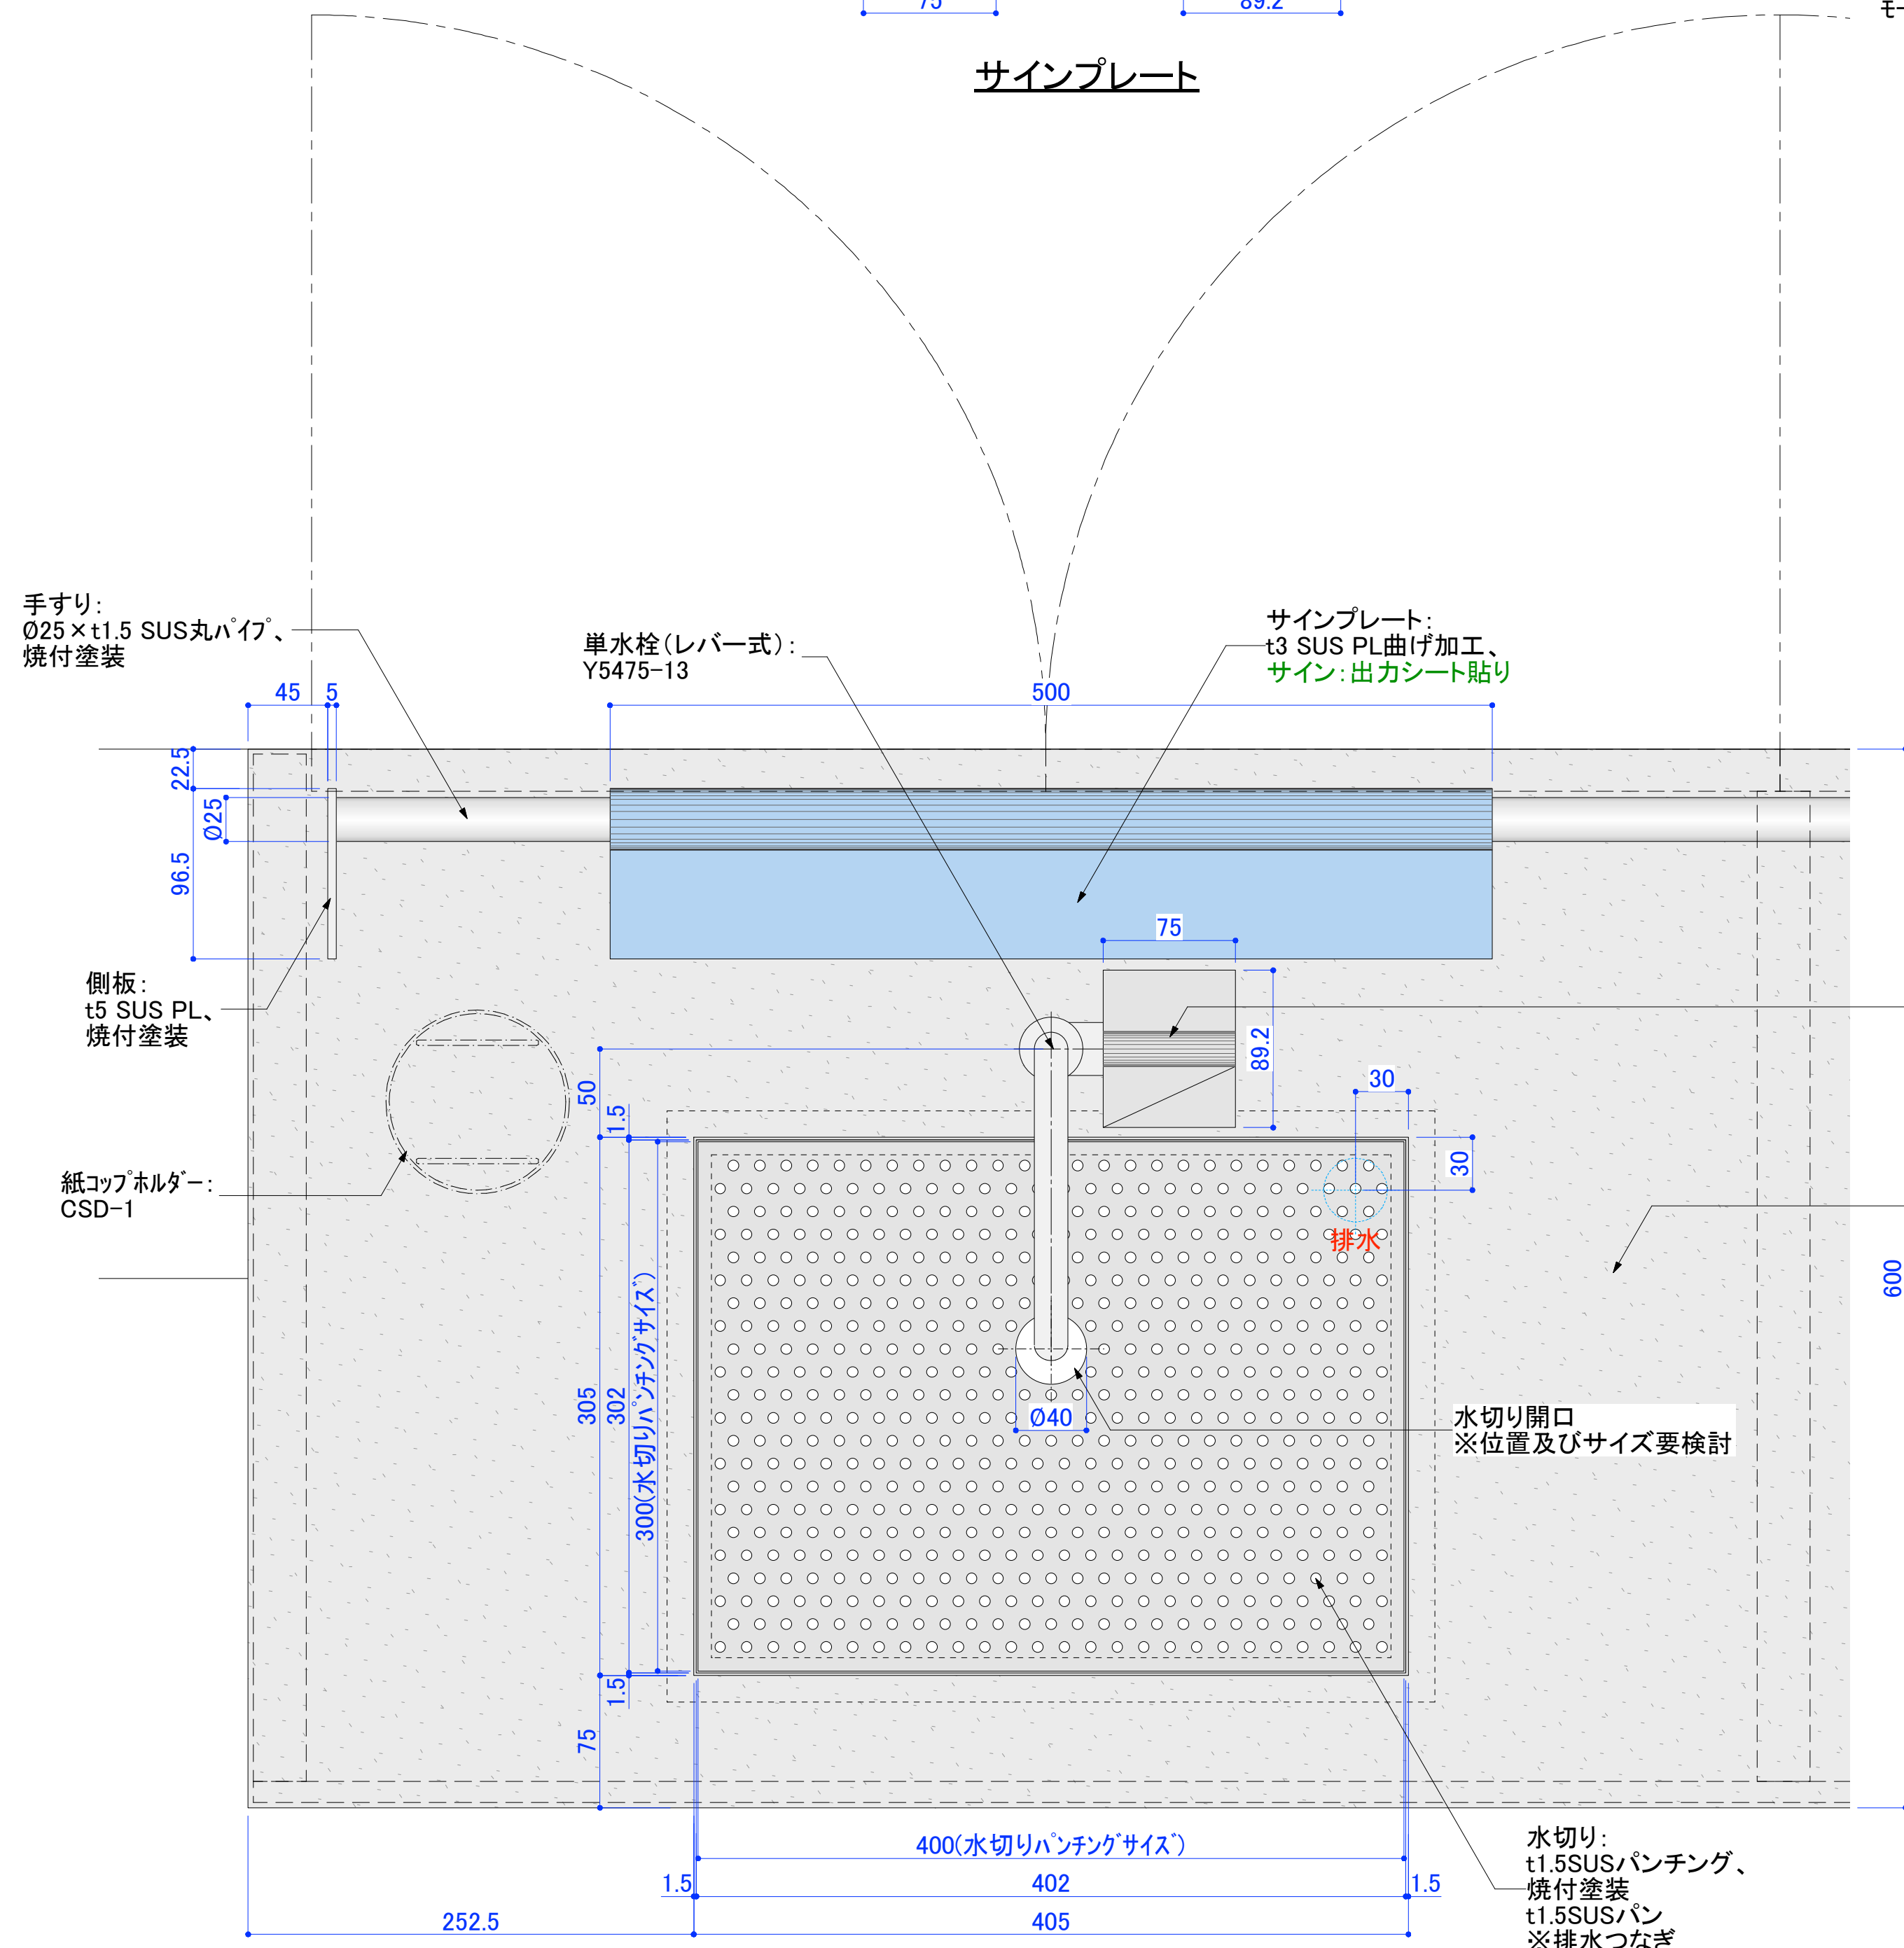 75
89.2
サインプレート
手すり：
Ø25×t1.5 SUS丸ﾊﾟｲﾌﾟ、
焼付塗装
単水栓（レバー式）：
Y5475-13
サインプレート：
t3 SUS PL曲げ加工、
サイン：出力シート貼り
45
5
500
22.5
Ø25
96.5
75
89.2
側板：
t5 SUS PL、
焼付塗装
30
30
50
1.5
紙ｺｯﾌﾟﾎﾙﾀﾞｰ：
CSD-1
排水
600
305
302
300(水切りﾊﾟﾝﾁﾝｸﾞｻｲｽﾞ)
Ø40
水切り開口
※位置及びサイズ要検討
1.5
75
400(水切りﾊﾟﾝﾁﾝｸﾞｻｲｽﾞ)
1.5
402
1.5
252.5
405
水切り：
t1.5SUSパンチング、
焼付塗装
t1.5SUSパン
※排水つなぎ